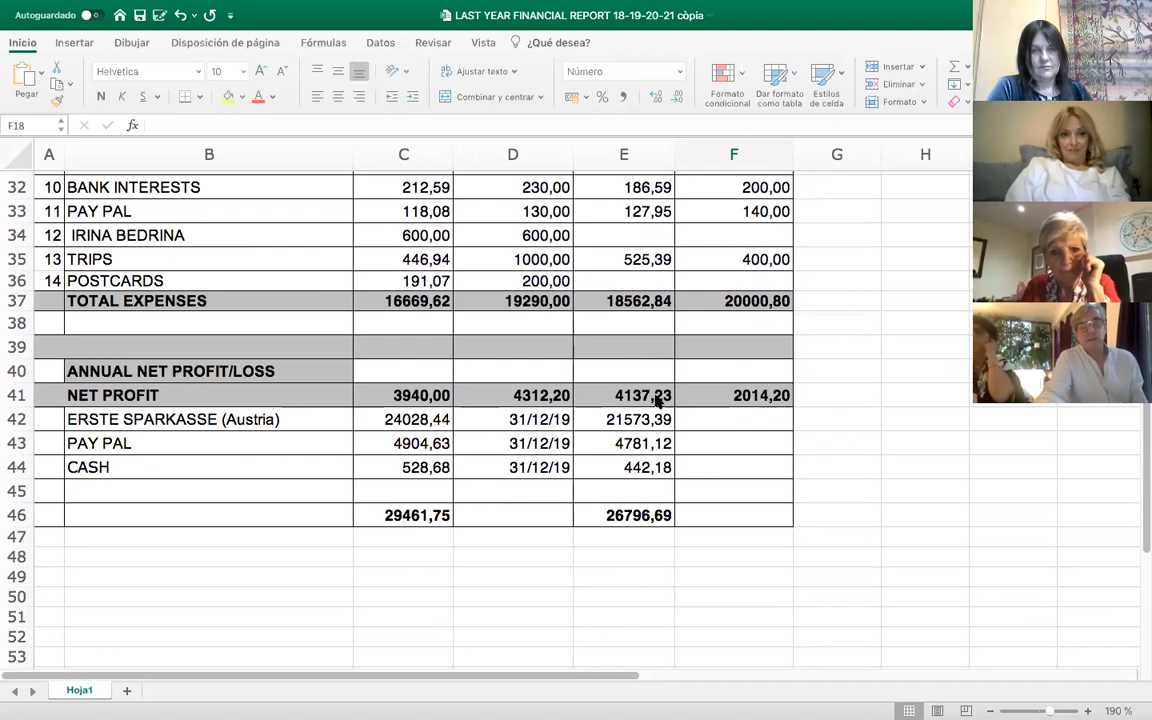 Autoguardado
LAST YEAR FINANCIAL REPORT 18-19-20-21 còpia
Inicio Insertar Dibujar Disposición de página Fórmulas Datos Revisar Vista ¿Qué desea?
Pegar
Helvetica 10
N K S
Ajustar texto
Combinar y centrar
Número
Formato condicional
Dar formato como tabla
Estilos de celda
Insertar
Eliminar
Formato
F18 fx
A B C D E F G H
32 10 BANK INTERESTS 212,59 230,00 186,59 200,00
33 11 PAY PAL 118,08 130,00 127,95 140,00
34 12 IRINA BEDRINA 600,00 600,00
35 13 TRIPS 446,94 1000,00 525,39 400,00
36 14 POSTCARDS 191,07 200,00
37 TOTAL EXPENSES 16669,62 19290,00 18562,84 20000,80
38
39
40 ANNUAL NET PROFIT/LOSS
41 NET PROFIT 3940,00 4312,20 4137,23 2014,20
42 ERSTE SPARKASSE (Austria) 24028,44 31/12/19 21573,39
43 PAY PAL 4904,63 31/12/19 4781,12
44 CASH 528,68 31/12/19 442,18
45
46 29461,75 26796,69
47
48
49
50
51
52
53
Hoja1
190 %